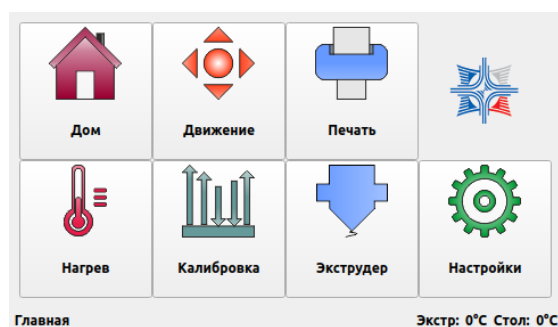 Дом
Движение
Печать
Нагрев
Калибровка
Экструдер
Настройки
Главная
Экстр: 0°C Стол: 0°C